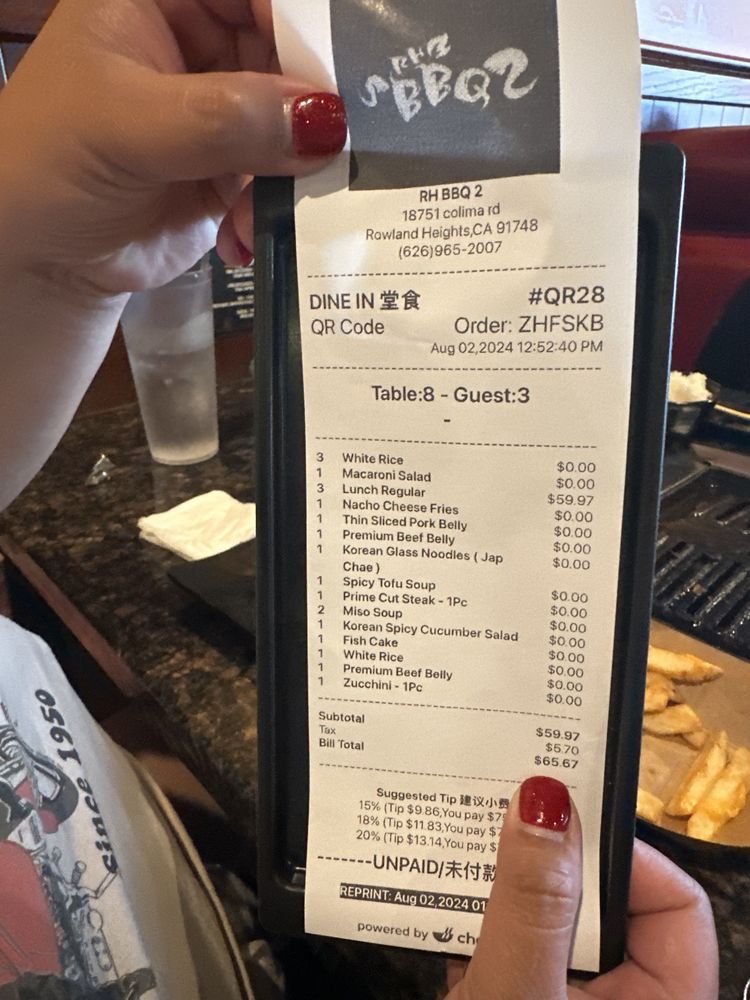 RHZ
BBQ2
RH BBQ 2
18751 colima rd
Rowland Heights,CA 91748
(626)965-2007
DINE IN 堂食 #QR28
QR Code Order: ZHFSKB
Aug 02,2024 12:52:40 PM
Table:8 - Guest:3
-
3 White Rice $0.00
1 Macaroni Salad $0.00
3 Lunch Regular $59.97
1 Nacho Cheese Fries $0.00
1 Thin Sliced Pork Belly $0.00
1 Premium Beef Belly $0.00
1 Korean Glass Noodles ( Jap $0.00
Chae )
1 Spicy Tofu Soup $0.00
1 Prime Cut Steak - 1Pc $0.00
2 Miso Soup $0.00
1 Korean Spicy Cucumber Salad $0.00
1 Fish Cake $0.00
1 White Rice $0.00
1 Premium Beef Belly $0.00
1 Zucchini - 1Pc $0.00
Subtotal $59.97
Tax $5.70
Bill Total $65.67
Suggested Tip 建议小费
15% (Tip $9.86,You pay
18% (Tip $11.83,You pay
20% (Tip $13.14,You pay
-------UNPAID/未付款
REPRINT: Aug 02,2024 01
powered by
since 1950